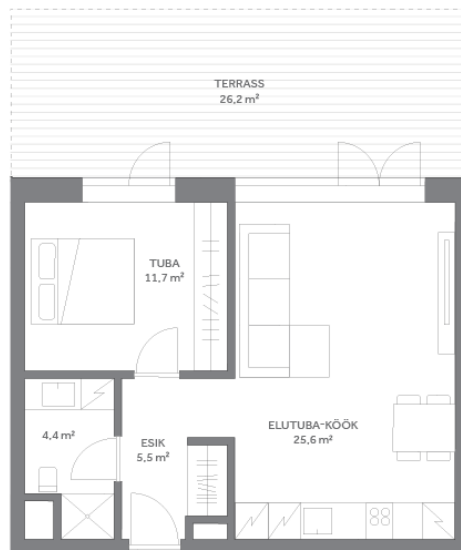 TERRASS
26,2 m²
TUBA
11,7 m²
4,4 m²
ESIK
5,5 m²
ELUTUBA-KÖÖK
25,6 m²